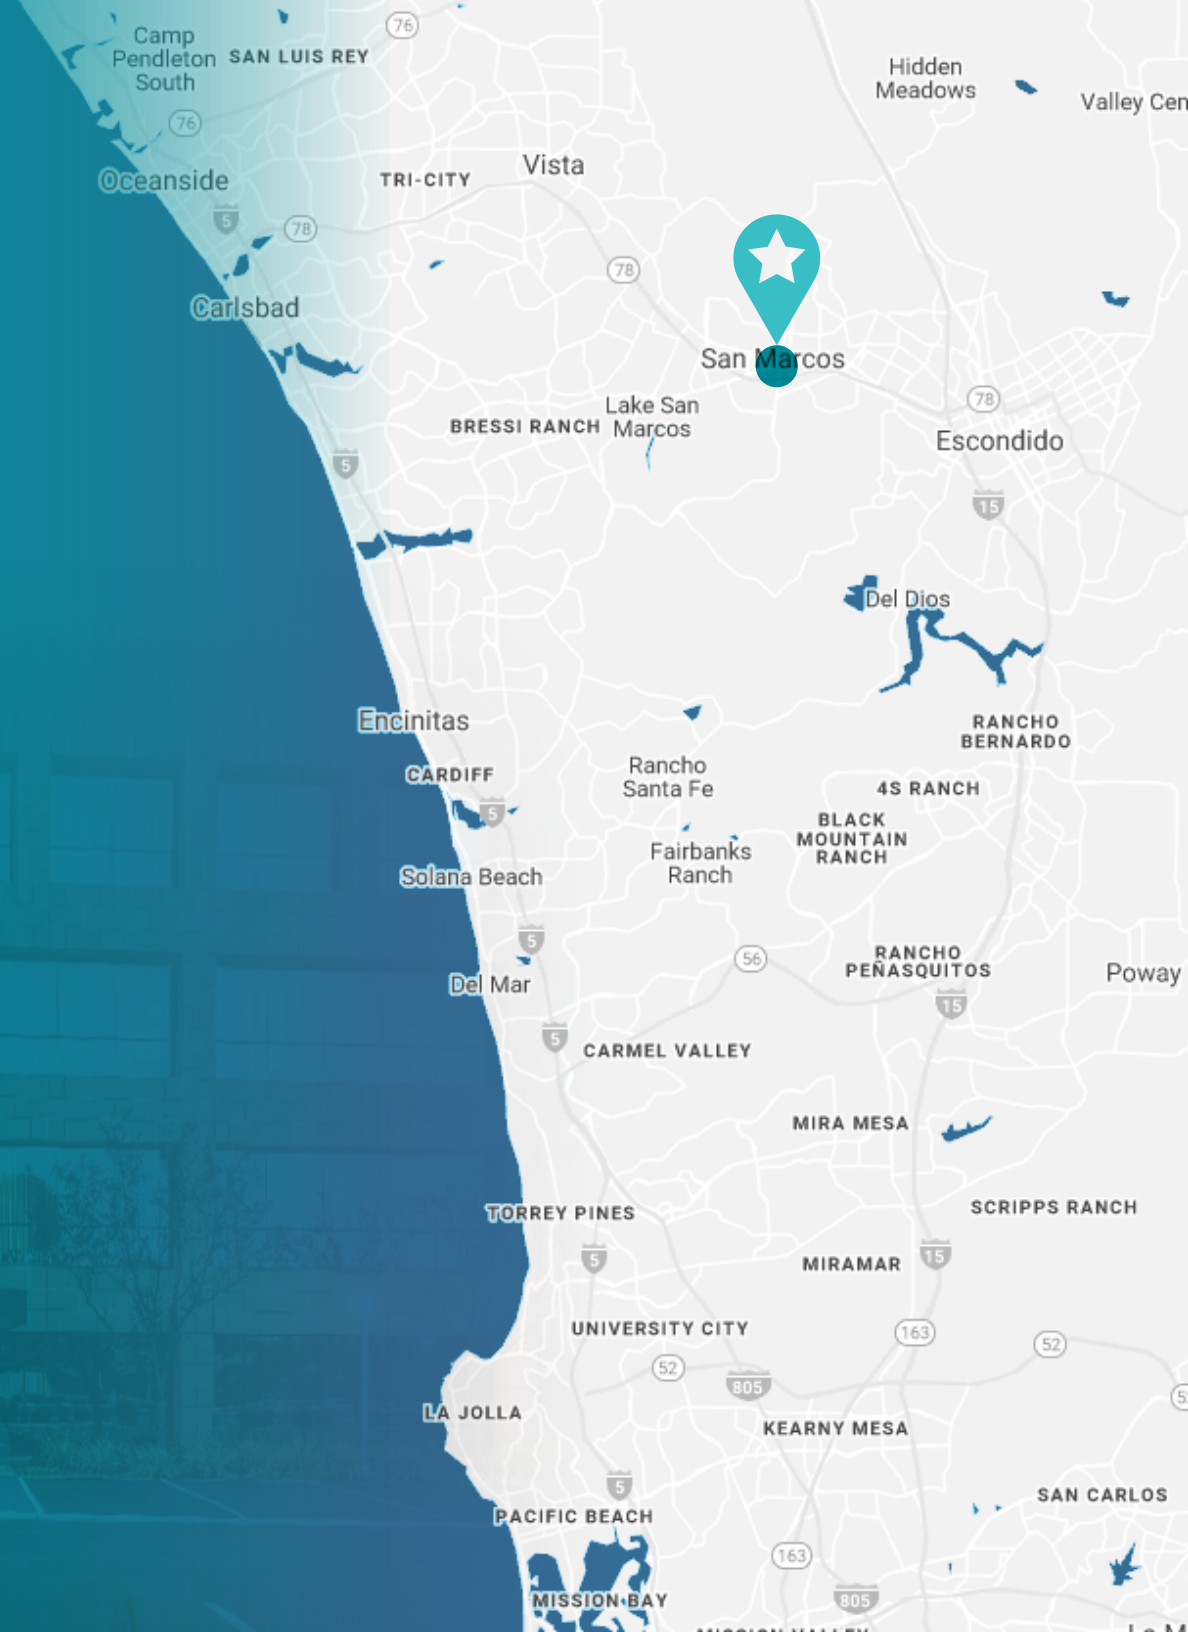 76
Camp
Pendleton
South
SAN LUIS REY
Hidden
Meadows
Valley Cen
76
Oceanside
TRI-CITY
Vista
5
78
78
Carlsbad
San Marcos
78
Lake San
Marcos
BRESSI RANCH
Escondido
5
15
Del Dios
Encinitas
RANCHO
BERNARDO
CARDIFF
Rancho
Santa Fe
4S RANCH
5
BLACK
MOUNTAIN
RANCH
Fairbanks
Ranch
Solana Beach
5
56
RANCHO
PEÑASQUITOS
Poway
Del Mar
15
5
CARMEL VALLEY
MIRA MESA
TORREY PINES
SCRIPPS RANCH
5
MIRAMAR
15
UNIVERSITY CITY
163
52
52
805
5
LA JOLLA
KEARNY MESA
5
SAN CARLOS
PACIFIC BEACH
163
MISSION BAY
805
MISSION VALLEY